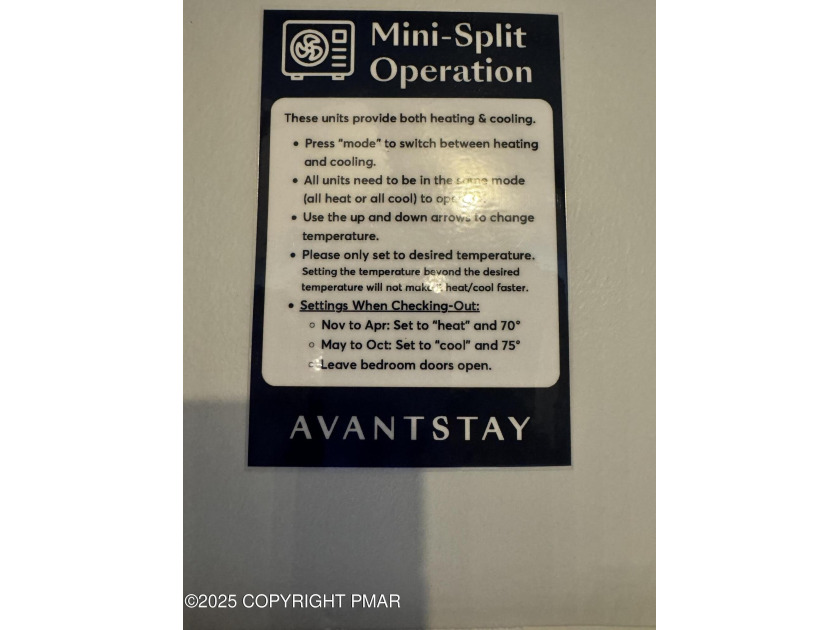 Mini-Split
Operation
These units provide both heating & cooling.
• Press "mode" to switch between heating
and cooling.
• All units need to be in the same mode
(all heat or all cool) to
• Use the up and down arrows to change
temperature.
• Please only set to desired temperature.
Setting the temperature beyond the desired
temperature will not make heat/cool faster.
• Settings When Checking-Out:
○ Nov to Apr: Set to "heat" and 70°
○ May to Oct: Set to "cool" and 75°
○ Leave bedroom doors open.
AVANTSTAY
©2025 COPYRIGHT PMAR